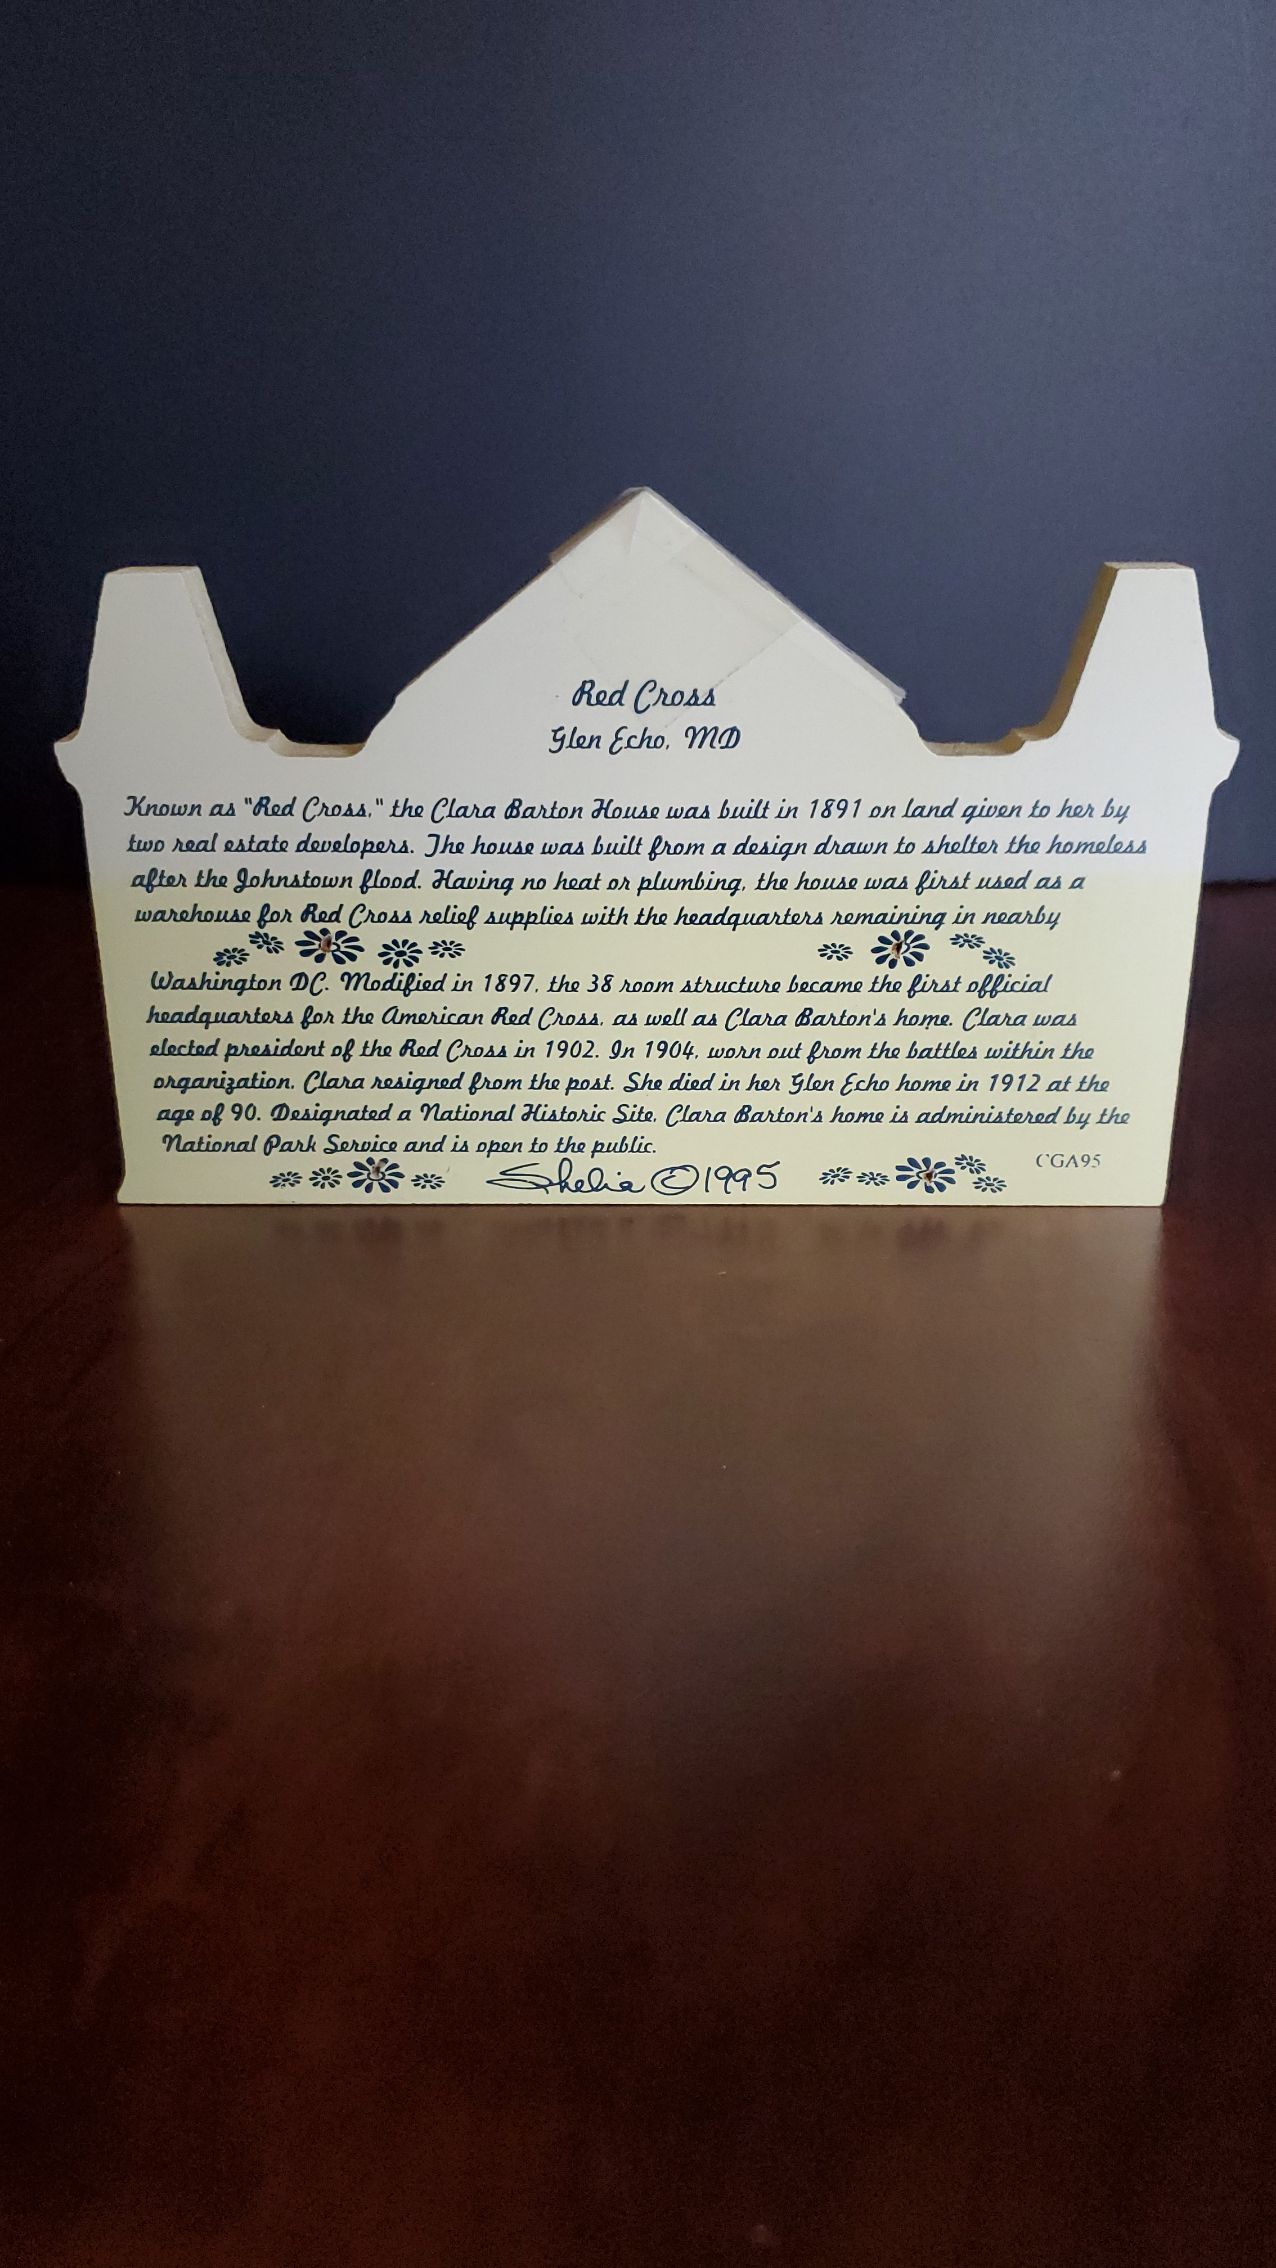 Red Cross
Glen Echo, MD
Known as "Red Cross," the Clara Barton House was built in 1891 on land given to her by
two real estate developers. The house was built from a design drawn to shelter the homeless
after the Johnstown flood. Having no heat or plumbing, the house was first used as a
warehouse for Red Cross relief supplies with the headquarters remaining in nearby
Washington DC. Modified in 1897, the 38 room structure became the first official
headquarters for the American Red Cross, as well as Clara Barton's home. Clara was
elected president of the Red Cross in 1902. In 1904, worn out from the battles within the
organization, Clara resigned from the post. She died in her Glen Echo home in 1912 at the
age of 90. Designated a National Historic Site, Clara Barton's home is administered by the
National Park Service and is open to the public.
CGA95
Shelia ©1995